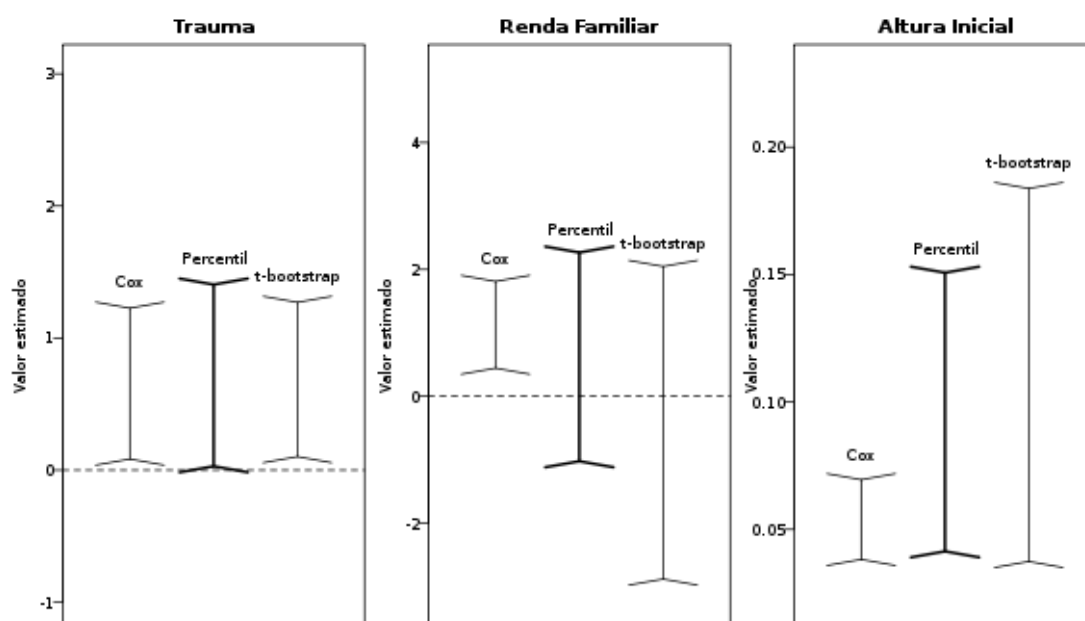 Trauma
Valor estimado
3
2
1
0
-1
Cox
Percentil
t-bootstrap
Renda Familiar
Valor estimado
4
2
0
-2
Cox
Percentil
t-bootstrap
Altura Inicial
Valor estimado
0.20
0.15
0.10
0.05
Cox
Percentil
t-bootstrap